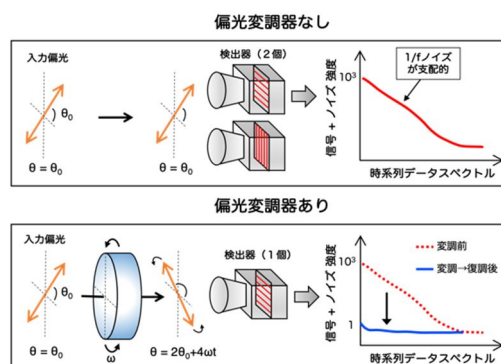 偏光変調器なし
入力偏光
θ₀
θ = θ₀
θ = θ₀
検出器（2個）
信号 + ノイズ 強度
10³
1/fノイズ
が支配的
時系列データスペクトル
偏光変調器あり
入力偏光
θ₀
θ = θ₀
ω
θ = 2θ₀+4ωt
検出器（1個）
信号 + ノイズ 強度
10³
1
変調前
変調→復調後
時系列データスペクトル